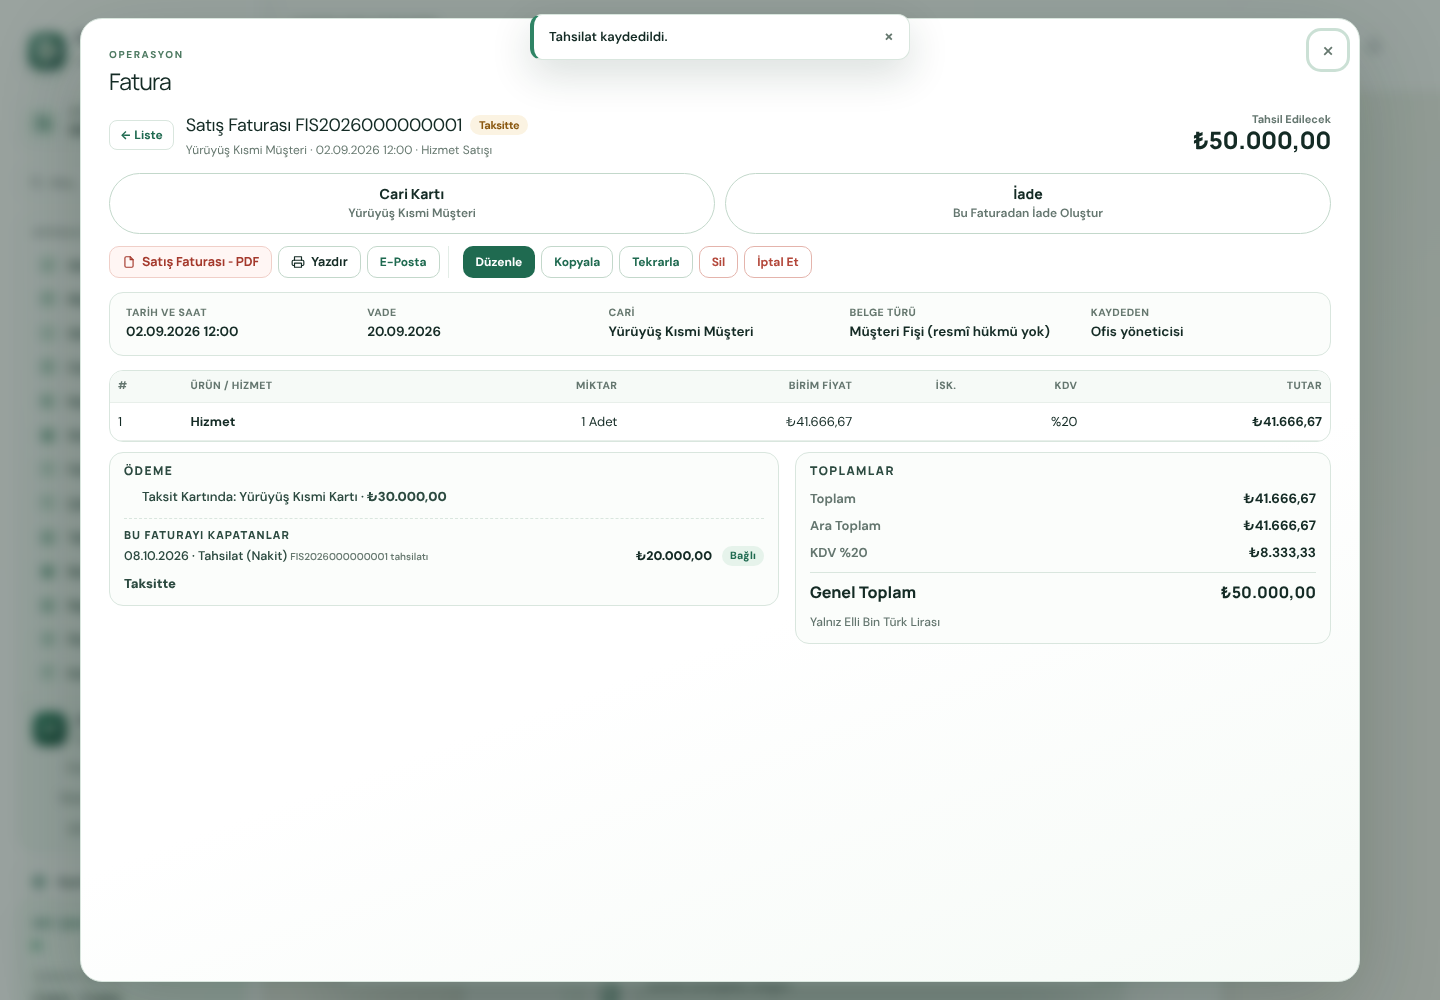 Tahsilat kaydedildi.
×
OPERASYON
Fatura
×
← Liste
Satış Faturası FIS2026000000001 Taksitte
Yürüyüş Kısmi Müşteri · 02.09.2026 12:00 · Hizmet Satışı
Tahsil Edilecek
₺50.000,00
Cari Kartı
Yürüyüş Kısmi Müşteri
İade
Bu Faturadan İade Oluştur
Satış Faturası - PDF
Yazdır
E-Posta
Düzenle
Kopyala
Tekrarla
Sil
İptal Et
TARİH VE SAAT
02.09.2026 12:00
VADE
20.09.2026
CARİ
Yürüyüş Kısmi Müşteri
BELGE TÜRÜ
Müşteri Fişi (resmî hükmü yok)
KAYDEDEN
Ofis yöneticisi
# ÜRÜN / HİZMET MİKTAR BİRİM FİYAT İSK. KDV TUTAR
1 Hizmet 1 Adet ₺41.666,67 %20 ₺41.666,67
ÖDEME
Taksit Kartında: Yürüyüş Kısmi Kartı · ₺30.000,00
BU FATURAYI KAPATANLAR
08.10.2026 · Tahsilat (Nakit) FIS2026000000001 tahsilatı ₺20.000,00 Bağlı
Taksitte
TOPLAMLAR
Toplam ₺41.666,67
Ara Toplam ₺41.666,67
KDV %20 ₺8.333,33
Genel Toplam ₺50.000,00
Yalnız Elli Bin Türk Lirası